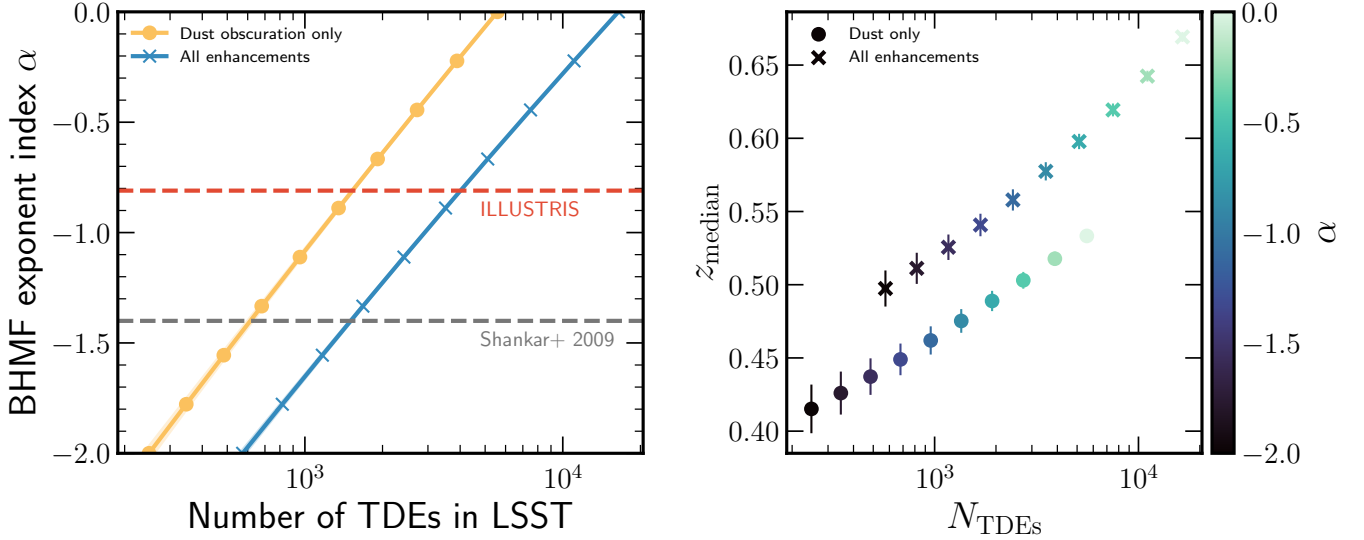 BHMF exponent index α
0.0
−0.5
−1.0
−1.5
−2.0
Dust obscuration only
All enhancements
ILLUSTRIS
Shankar+ 2009
10³
10⁴
Number of TDEs in LSST
z_median
0.65
0.60
0.55
0.50
0.45
0.40
Dust only
All enhancements
10³
10⁴
N_TDEs
0.0
−0.5
−1.0
−1.5
−2.0
α